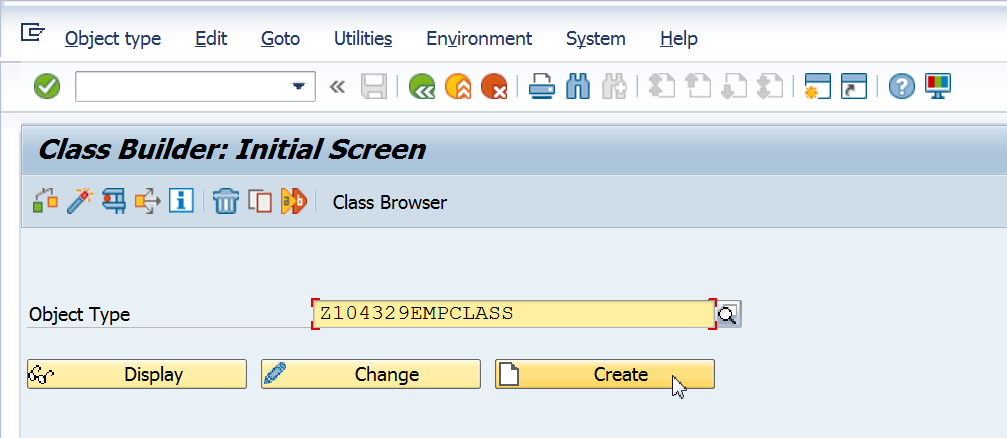 Object type Edit Goto Utilities Environment System Help
Class Builder: Initial Screen
Class Browser
Object Type Z104329EMPCLASS
Display Change Create